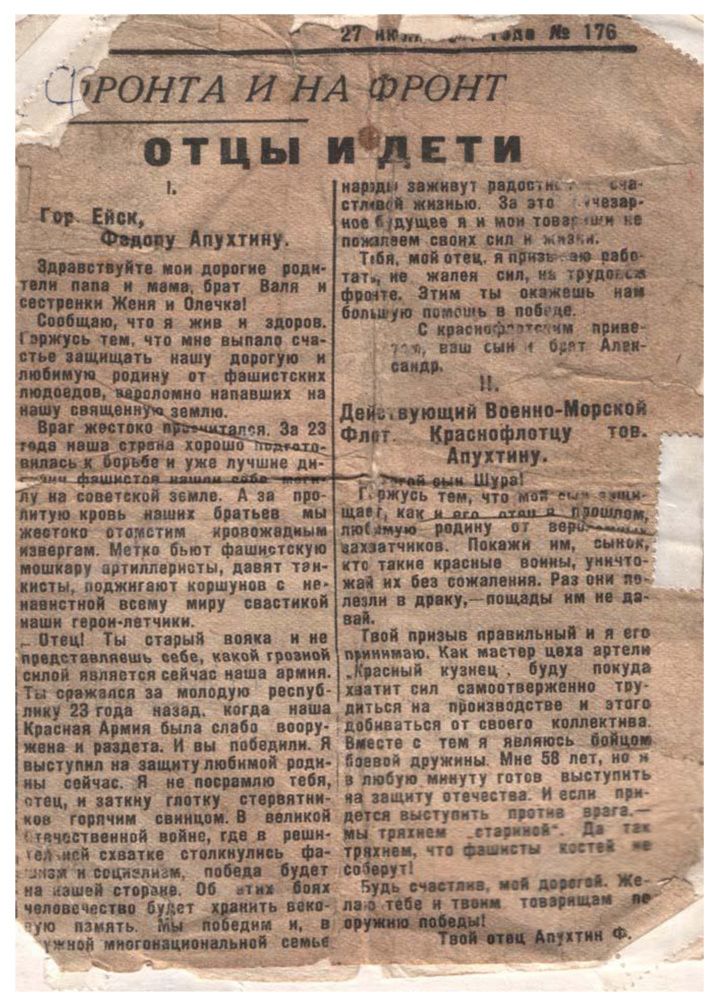 27 года № 176
ФРОНТА И НА ФРОНТ
ОТЦЫ И ДЕТИ
I.
Гор. Ейск,
Федору Апухтину.
Здравствуйте мои дорогие роди-
тели папа и мама, брат Валя и
сестренки Женя и Олечка!
Сообщаю, что я жив и здоров.
Горжусь тем, что мне выпало сча-
стье защищать нашу дорогую и
любимую родину от фашистских
людоедов, вероломно напавших на
нашу священную землю.
Враг жестоко просчитался. За 23
года наша страна хорошо подгото-
вилась к борьбе и уже лучшие ди-
визии фашистов нашли себе моги-
лу на советской земле. А за про-
литую кровь наших братьев мы
жестоко отомстим кровожадным
извергам. Метко бьют фашистскую
мошкару артиллеристы, давят тан-
кисты, поджигают коршунов с не-
навистной всему миру свастикой
наши герои-летчики.
Отец! Ты старый вояка и не
представляешь себе, какой грозной
силой является сейчас наша армия.
Ты сражался за молодую респуб-
лику 23 года назад, когда наша
Красная Армия была слабо воору-
жена и раздета. И вы победили. Я
выступил на защиту любимой роди-
ны сейчас. Я не посрамлю тебя,
отец, и заткну глотку стервятни-
ков горячим свинцом. В великой
Отечественной войне, где в реши-
тельной схватке столкнулись фа-
шизм и социализм, победа будет
на нашей стороне. Об этих боях
человечество будет хранить веко-
вую память. Мы победим и, в
дружной многонациональной семье
народы заживут радостной сча-
стливой жизнью. За это лучезар-
ное будущее я и мои товарищи не
пожалеем своих сил и жизни.
Тебя, мой отец, я призываю рабо-
тать, не жалея сил, на трудовом
фронте. Этим ты окажешь нам
большую помощь в победе.
С краснофлотским приве-
том, ваш сын и брат Алек-
сандр.
II.
Действующий Военно-Морской
Флот. Краснофлотцу тов.
Апухтину.
Дорогой сын Шура!
Горжусь тем, что мой сын защи-
щает, как и его отец в прошлом,
любимую родину от вероломных
захватчиков. Покажи им, сынок,
кто такие красные воины, уничто-
жай их без сожаления. Раз они по-
лезли в драку,—пощады им не да-
вай.
Твой призыв правильный и я его
принимаю. Как мастер цеха артели
„Красный кузнец", буду покуда
хватит сил самоотверженно тру-
диться на производстве и этого
добиваться от своего коллектива.
Вместе с тем я являюсь бойцом
боевой дружины. Мне 58 лет, но я
в любую минуту готов выступить
на защиту отечества. И если при-
дется выступить против врага,—
мы тряхнем „стариной". Да так
тряхнем, что фашисты костей не
соберут!
Будь счастлив, мой дорогой. Же-
лаю тебе и твоим товарищам по
оружию победы!
Твой отец Апухтин Ф.